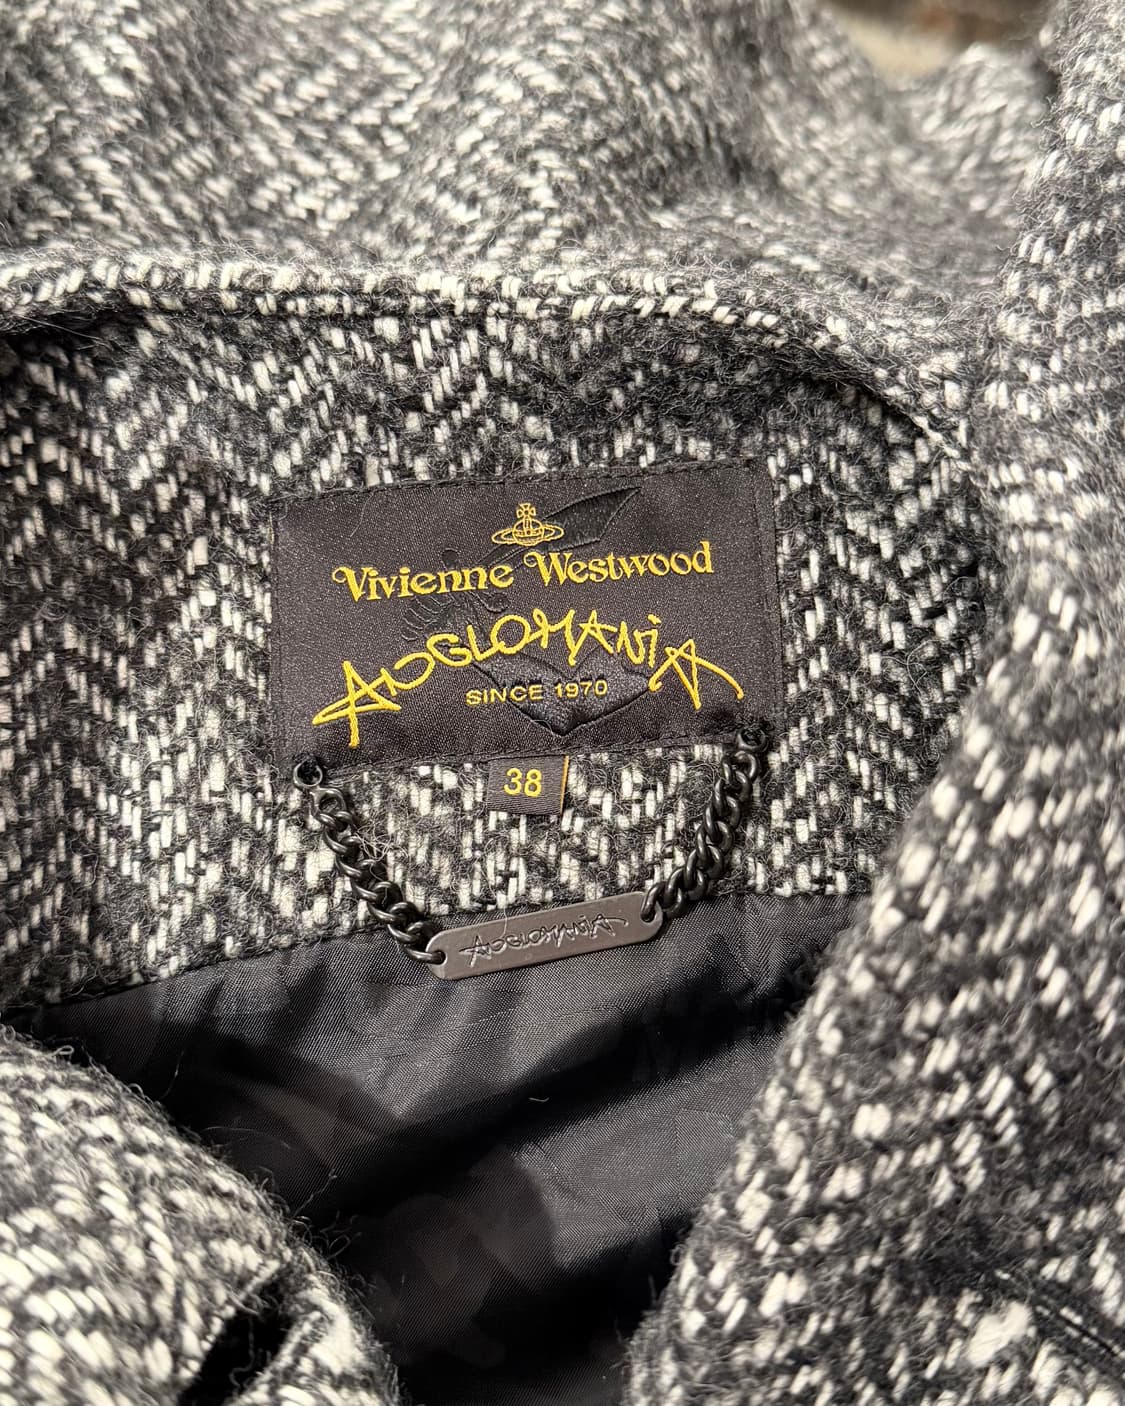 Vivienne Westwood
ANGLOMANiA
SINCE 1970
38
ANGLOMANiA